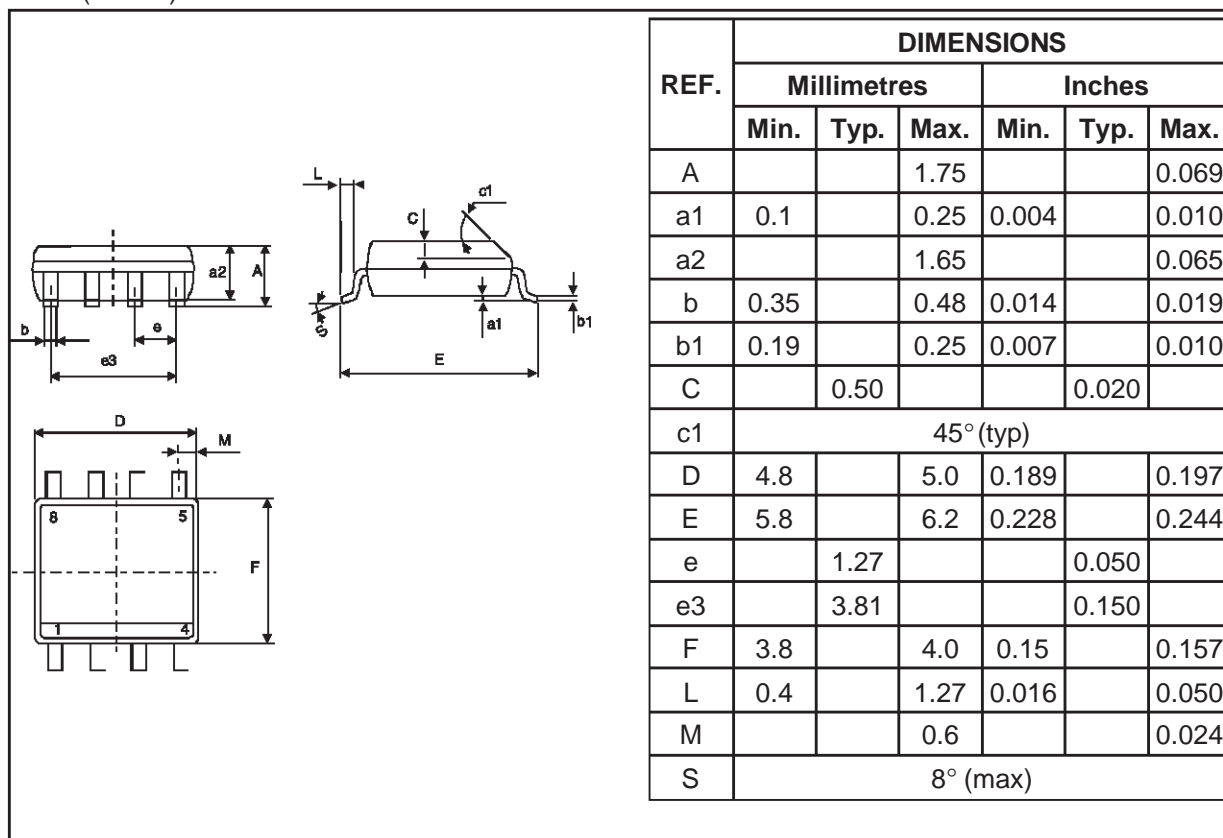 L
c1
C
a2
A
b
e
e3
S
a1
b1
E
D
M
8
5
F
1
4
DIMENSIONS
REF. Millimetres Inches
Min. Typ. Max. Min. Typ. Max.
A 1.75 0.069
a1 0.1 0.25 0.004 0.010
a2 1.65 0.065
b 0.35 0.48 0.014 0.019
b1 0.19 0.25 0.007 0.010
C 0.50 0.020
c1 45° (typ)
D 4.8 5.0 0.189 0.197
E 5.8 6.2 0.228 0.244
e 1.27 0.050
e3 3.81 0.150
F 3.8 4.0 0.15 0.157
L 0.4 1.27 0.016 0.050
M 0.6 0.024
S 8° (max)